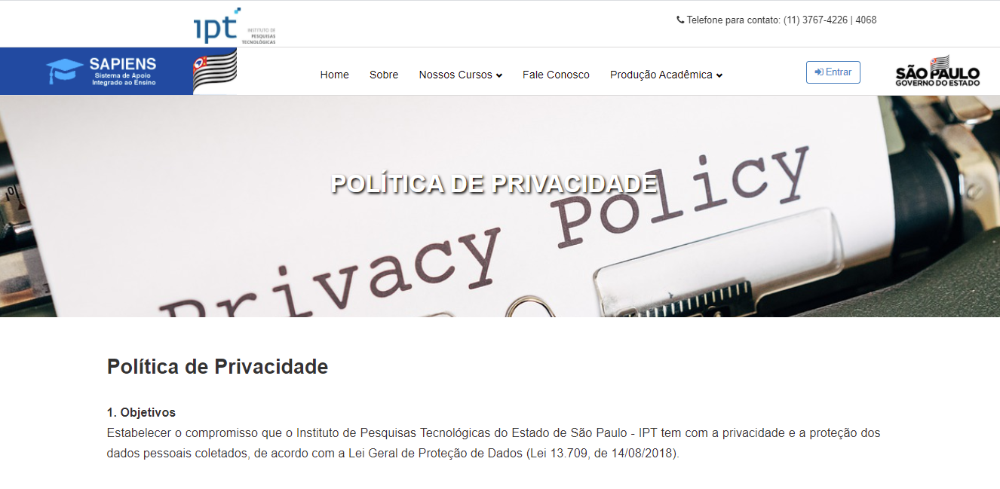 ipt
INSTITUTO DE
PESQUISAS
TECNOLÓGICAS
Telefone para contato: (11) 3767-4226 | 4068
SAPIENS
Sistema de Apoio
Integrado ao Ensino
Home Sobre Nossos Cursos Fale Conosco Produção Acadêmica
Entrar
SÃO PAULO
GOVERNO DO ESTADO
POLÍTICA DE PRIVACIDADE
Privacy Policy
Política de Privacidade
1. Objetivos
Estabelecer o compromisso que o Instituto de Pesquisas Tecnológicas do Estado de São Paulo - IPT tem com a privacidade e a proteção dos
dados pessoais coletados, de acordo com a Lei Geral de Proteção de Dados (Lei 13.709, de 14/08/2018).